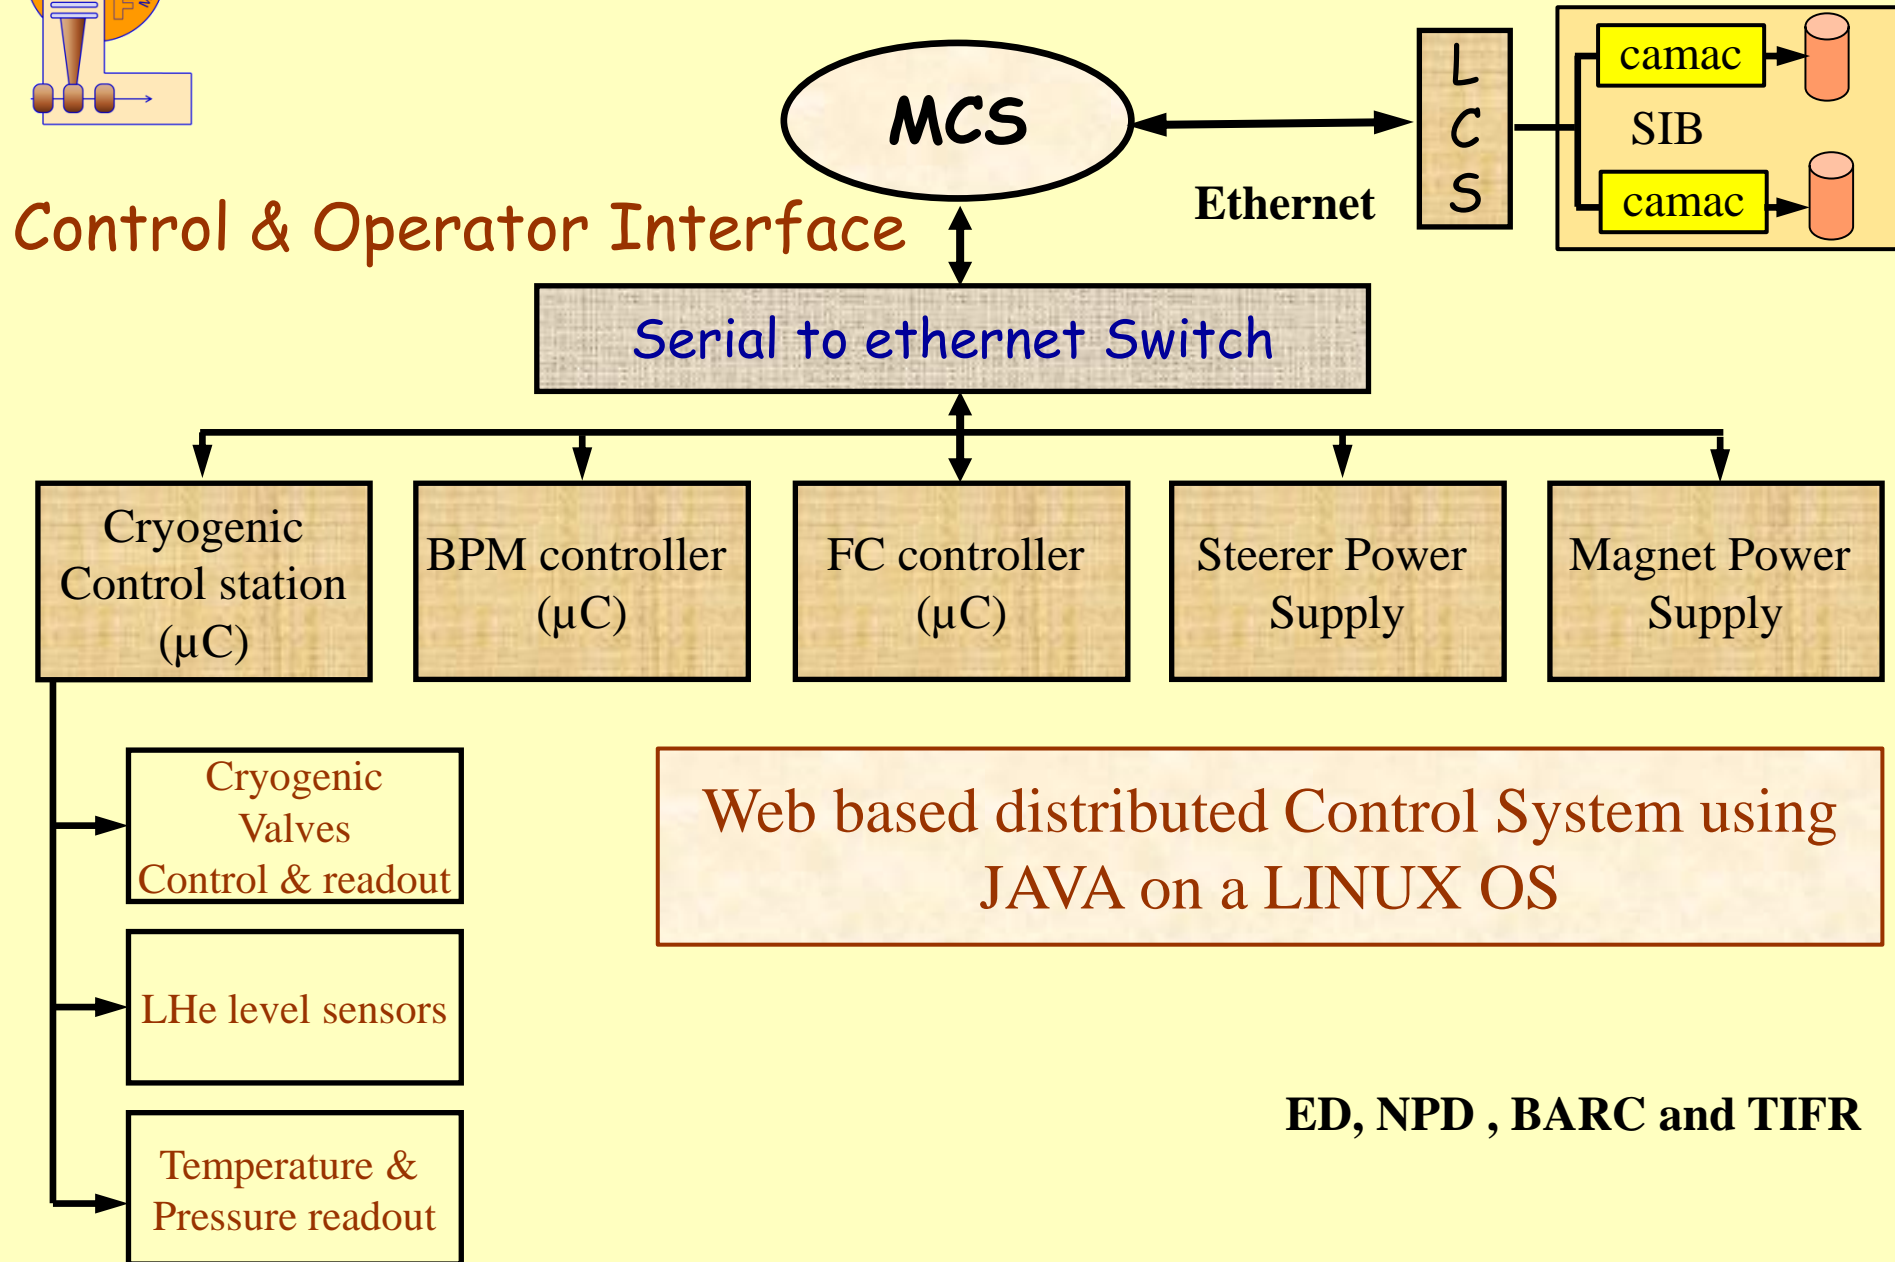 MCS
L
C
S
camac
SIB
camac
Ethernet
Control & Operator Interface
Serial to ethernet Switch
Cryogenic
Control station
(µC)
BPM controller
(µC)
FC controller
(µC)
Steerer Power
Supply
Magnet Power
Supply
Cryogenic
Valves
Control & readout
LHe level sensors
Temperature &
Pressure readout
Web based distributed Control System using
JAVA on a LINUX OS
ED, NPD , BARC and TIFR